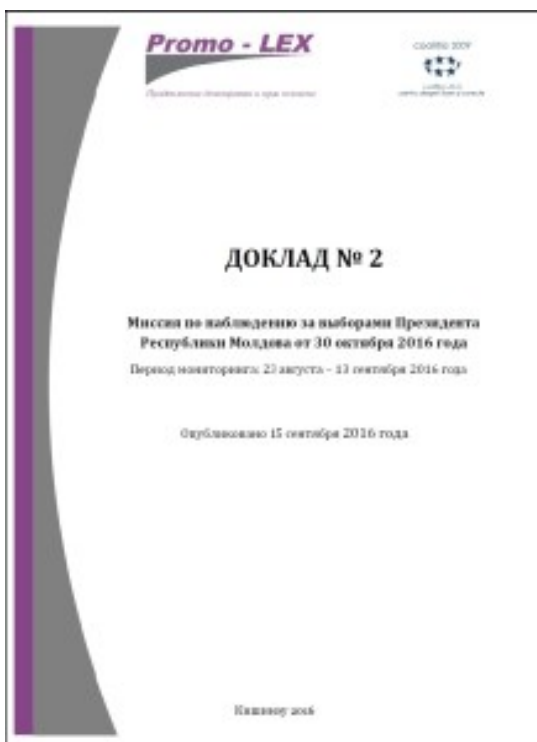 Promo - LEX
ДОКЛАД № 2
Миссия по наблюдению за выборами Президента
Республики Молдова от 30 октября 2016 года
Период мониторинга: 23 августа – 13 сентября 2016 года
Опубликовано 15 сентября 2016 года
Кишинэу 2016